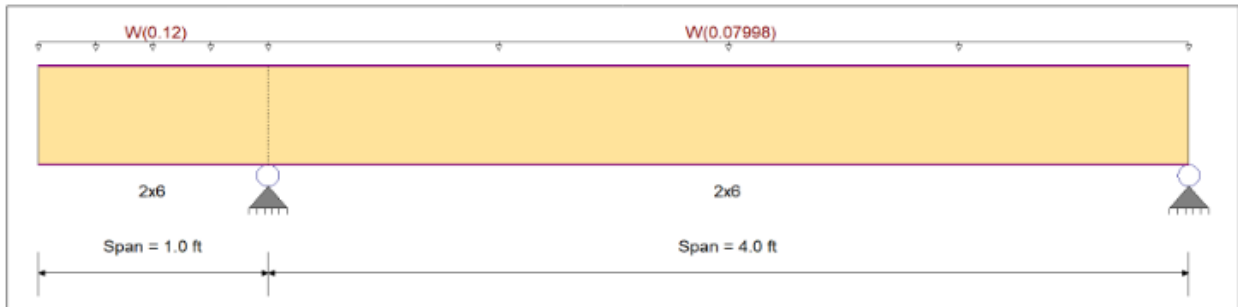 W(0.12) W(0.07998)
2x6 2x6
Span = 1.0 ft Span = 4.0 ft